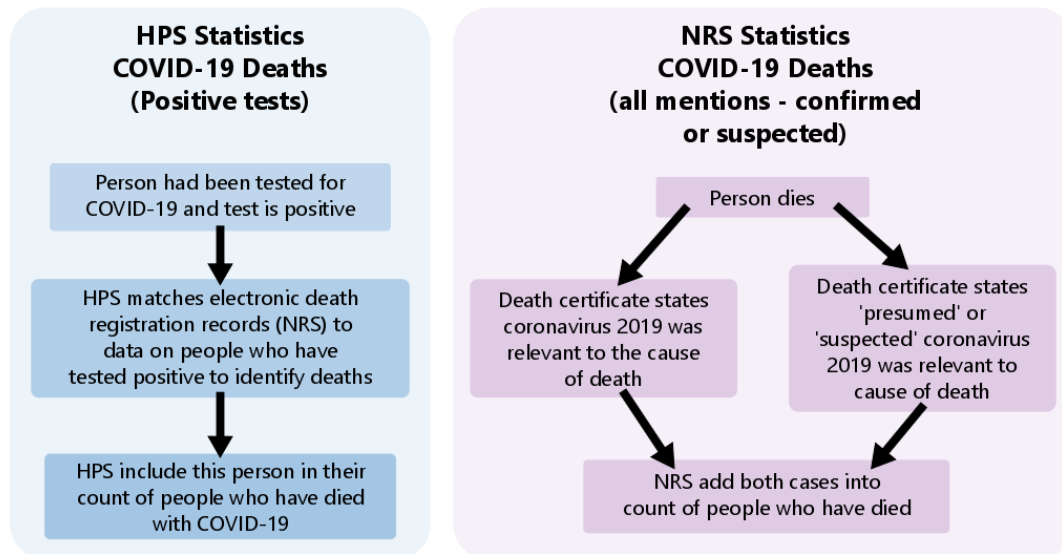 HPS Statistics
COVID-19 Deaths
(Positive tests)
Person had been tested for
COVID-19 and test is positive
HPS matches electronic death
registration records (NRS) to
data on people who have
tested positive to identify deaths
HPS include this person in their
count of people who have died
with COVID-19
NRS Statistics
COVID-19 Deaths
(all mentions - confirmed
or suspected)
Person dies
Death certificate states
coronavirus 2019 was
relevant to the cause
of death
Death certificate states
'presumed' or
'suspected' coronavirus
2019 was relevant to
cause of death
NRS add both cases into
count of people who have died